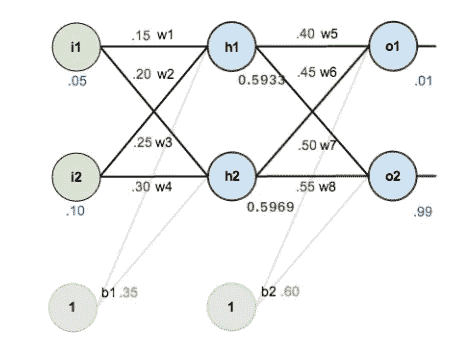 i1 .15 w1 h1 .40 w5 o1
.20 w2 .45 w6
.05 0.5933 .01
.25 w3 .50 w7
i2 .30 w4 h2 .55 w8 o2
.10 0.5969 .99
b1 .35 b2 .60
1 1